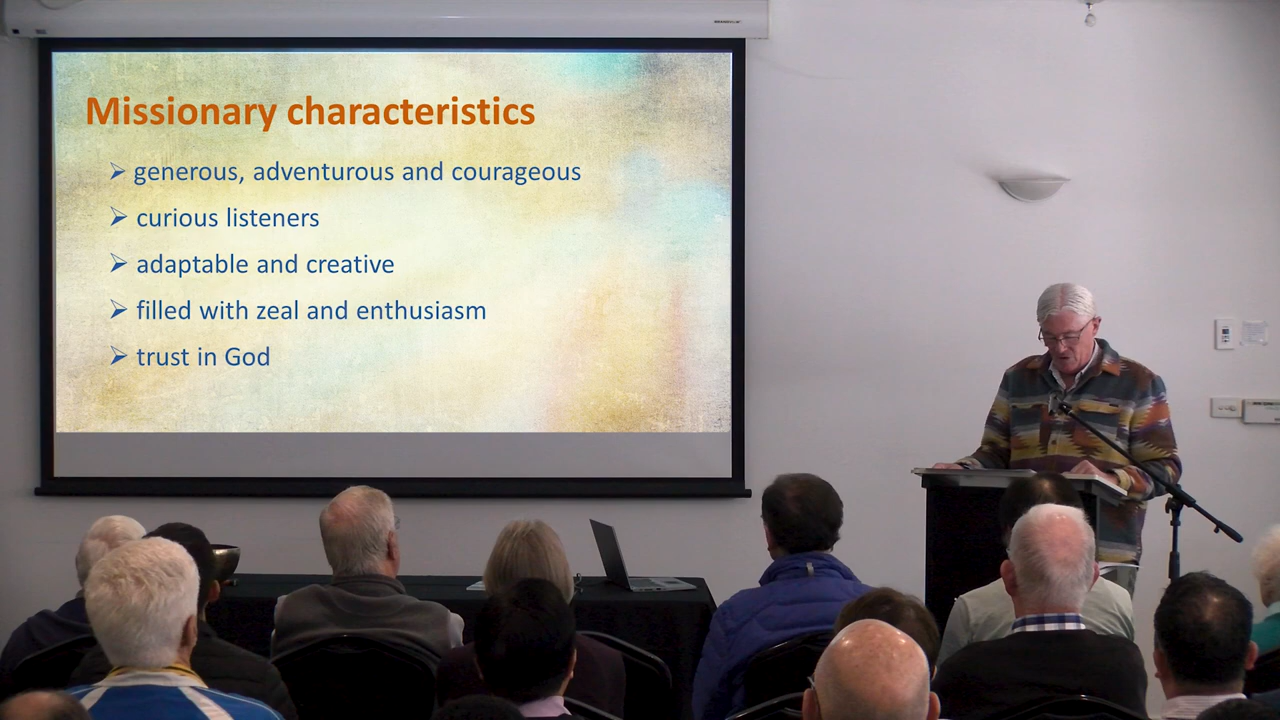 Missionary characteristics
➢ generous, adventurous and courageous
➢ curious listeners
➢ adaptable and creative
➢ filled with zeal and enthusiasm
➢ trust in God